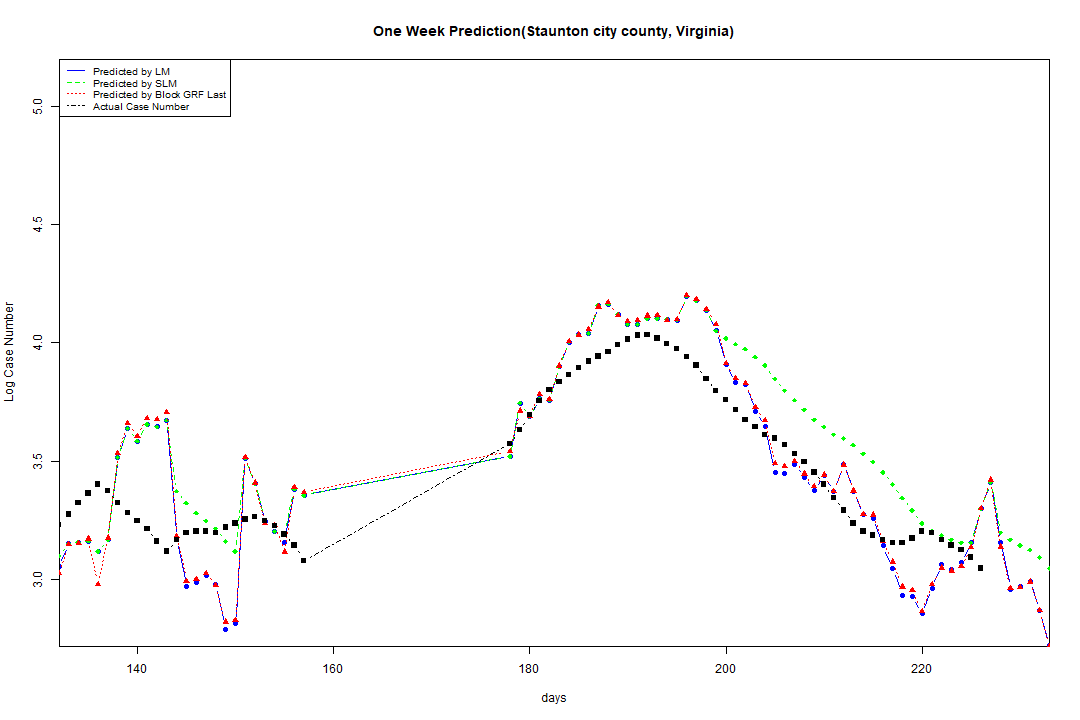 One Week Prediction(Staunton city county, Virginia)
Predicted by LM
Predicted by SLM
Predicted by Block GRF Last
Actual Case Number
5.0
4.5
4.0
3.5
3.0
Log Case Number
140 160 180 200 220
days